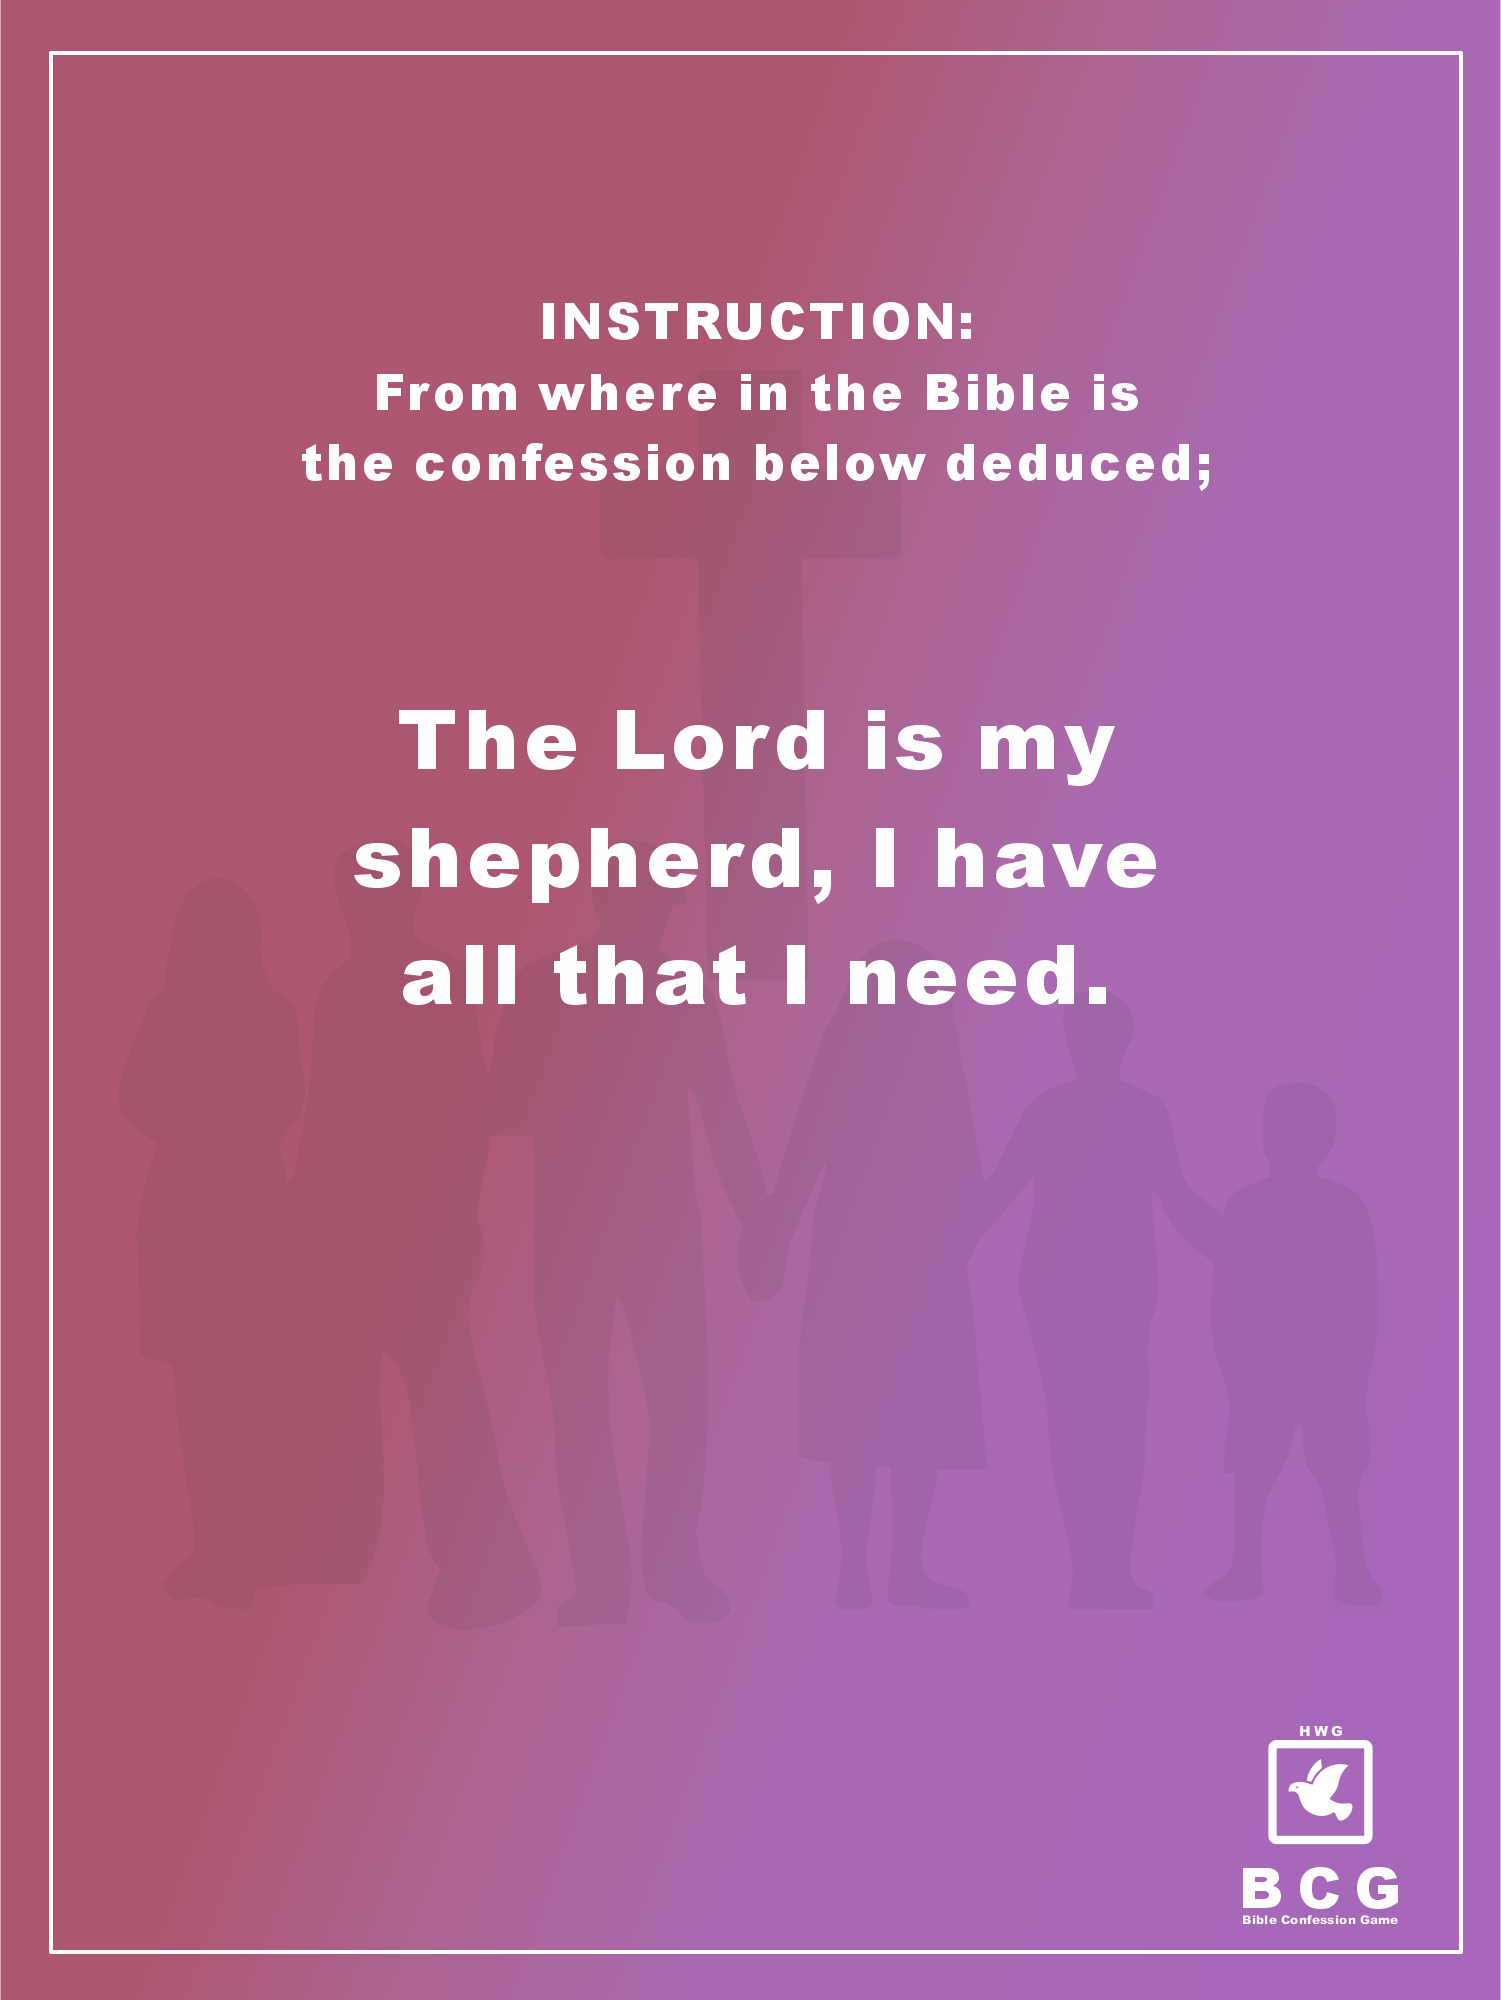 INSTRUCTION:
From where in the Bible is
the confession below deduced;
The Lord is my
shepherd, I have
all that I need.
HWG
BCG
Bible Confession Game